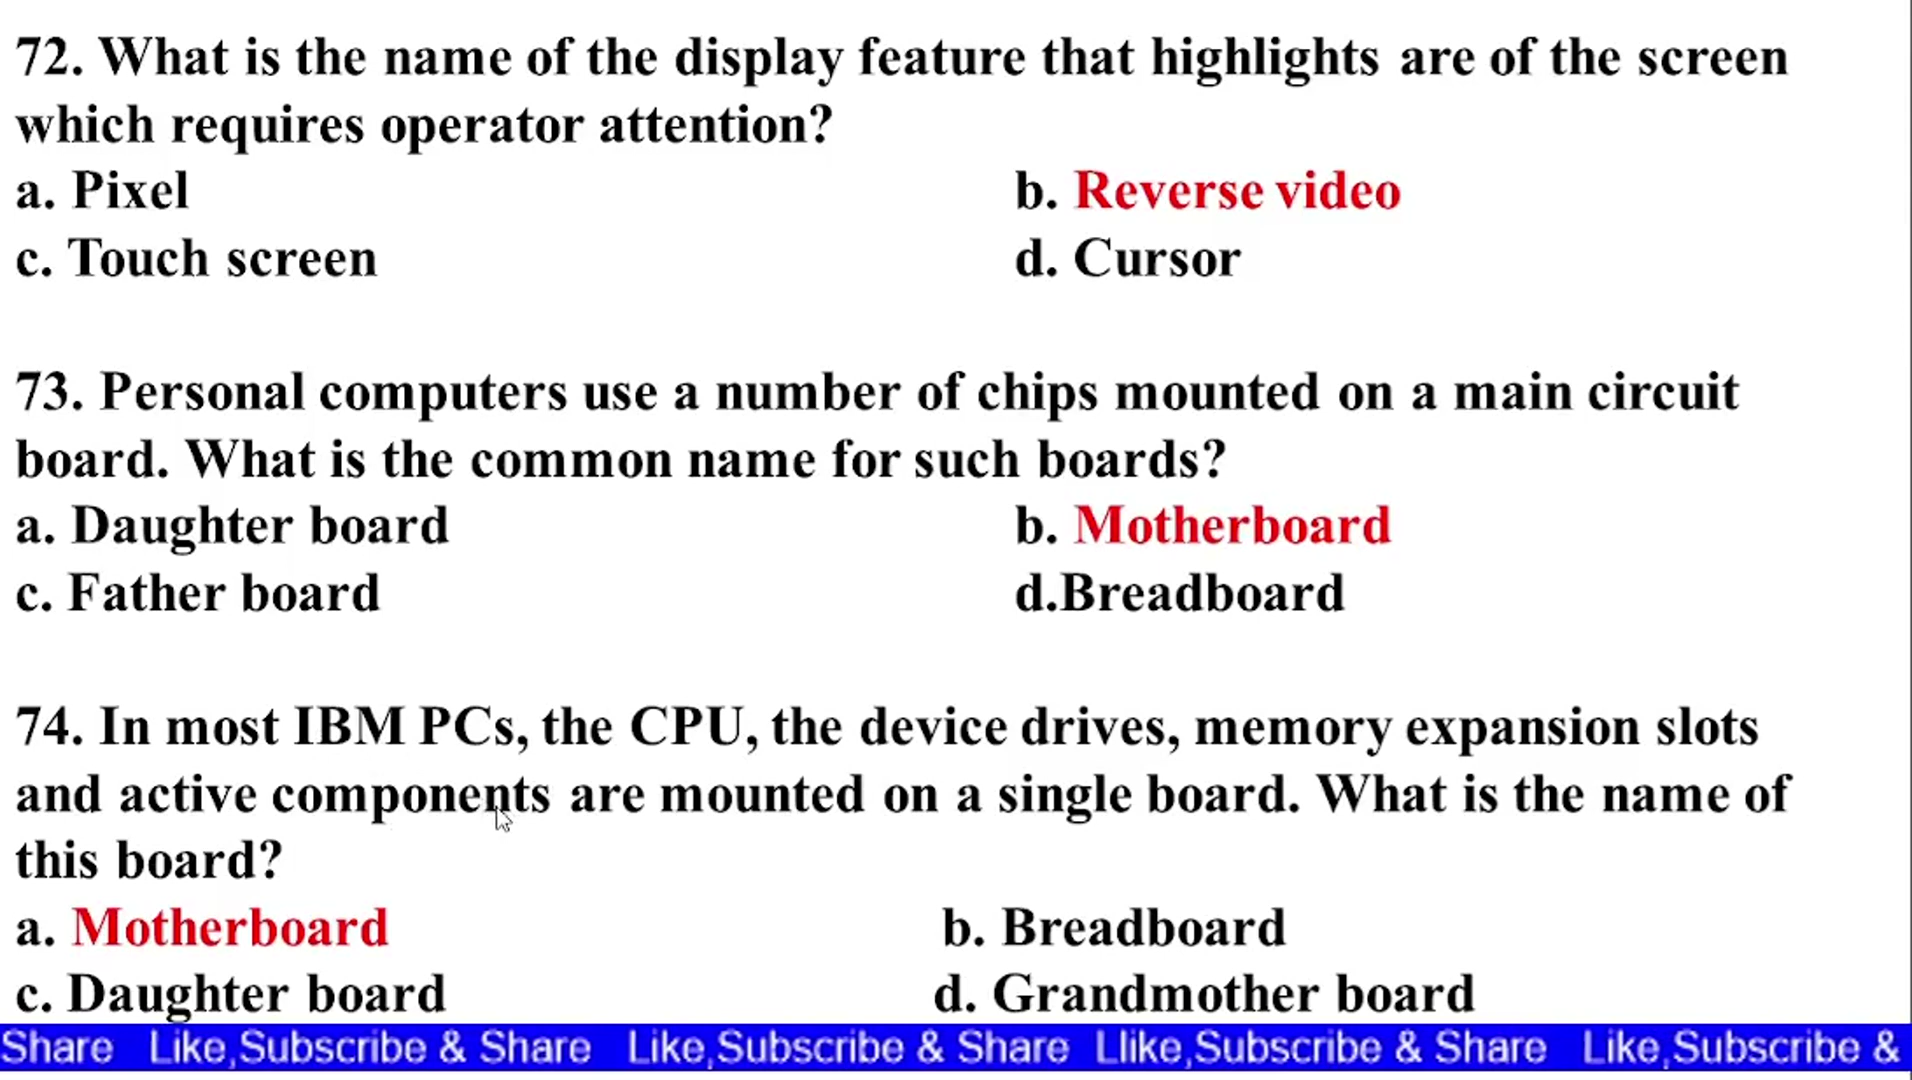 72. What is the name of the display feature that highlights are of the screen
which requires operator attention?
a. Pixel b. Reverse video
c. Touch screen d. Cursor
73. Personal computers use a number of chips mounted on a main circuit
board. What is the common name for such boards?
a. Daughter board b. Motherboard
c. Father board d.Breadboard
74. In most IBM PCs, the CPU, the device drives, memory expansion slots
and active components are mounted on a single board. What is the name of
this board?
a. Motherboard b. Breadboard
c. Daughter board d. Grandmother board
Share Like,Subscribe & Share Like,Subscribe & Share Llike,Subscribe & Share Like,Subscribe &